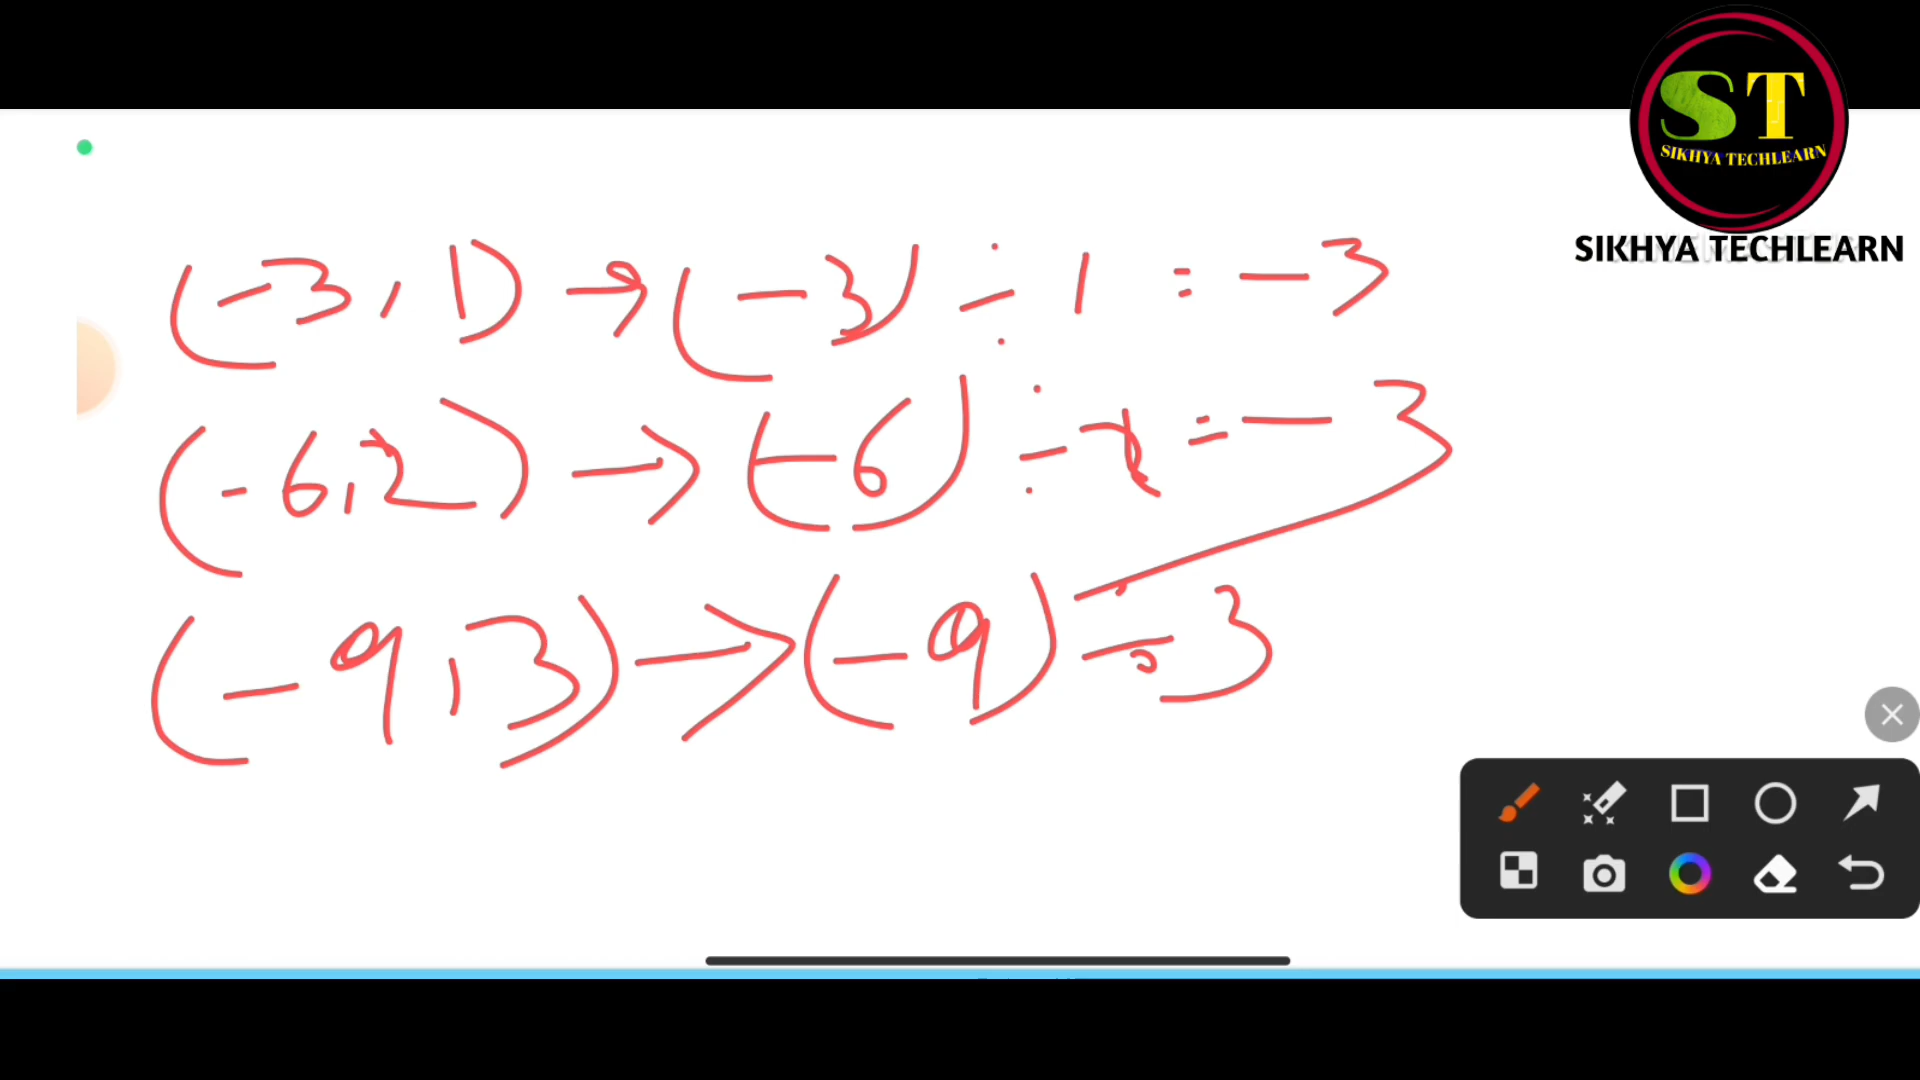 ST
SIKHYA TECHLEARN
SIKHYA TECHLEARN
(-3, 1) → (-3) ÷ 1 = -3
(-6, 2) → (-6) ÷ 2 = -3
(-9, 3) → (-9) ÷ 3